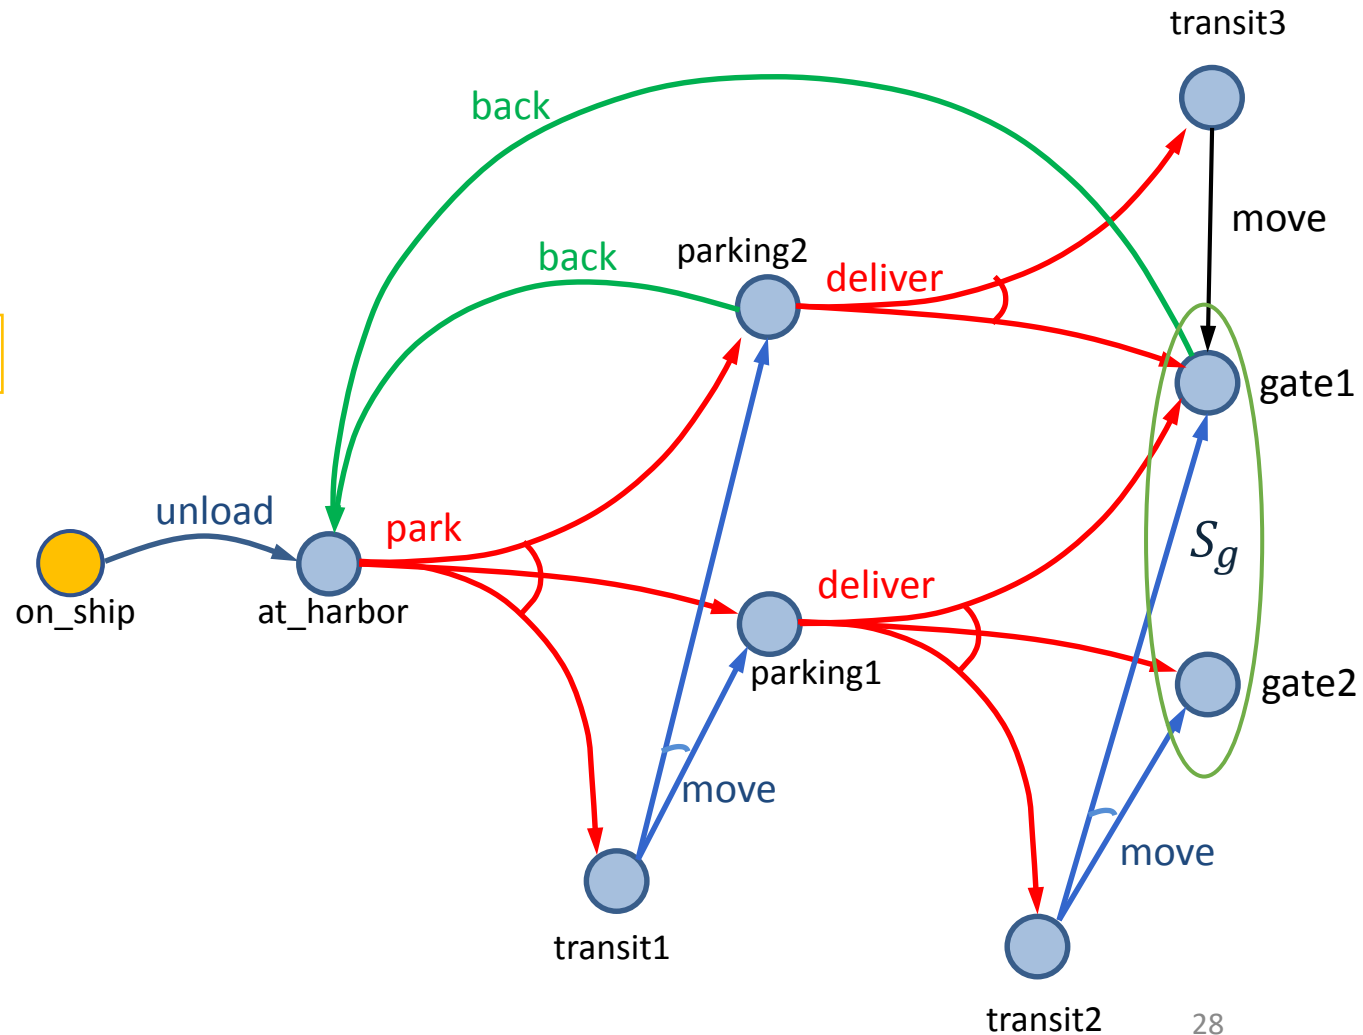 transit3
back
move
parking2
back
deliver
gate1
unload
park
S_g
on_ship
at_harbor
deliver
parking1
gate2
move
move
transit1
transit2
28